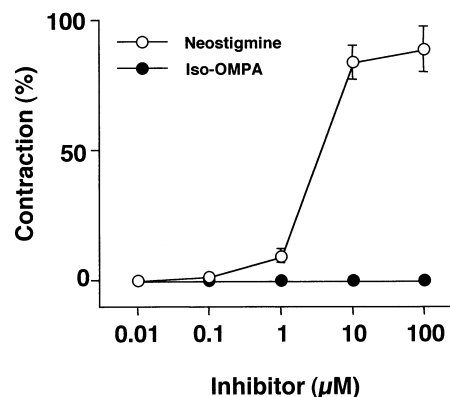 100
Neostigmine
Iso-OMPA
50
0
Contraction (%)
0.01 0.1 1 10 100
Inhibitor (µM)